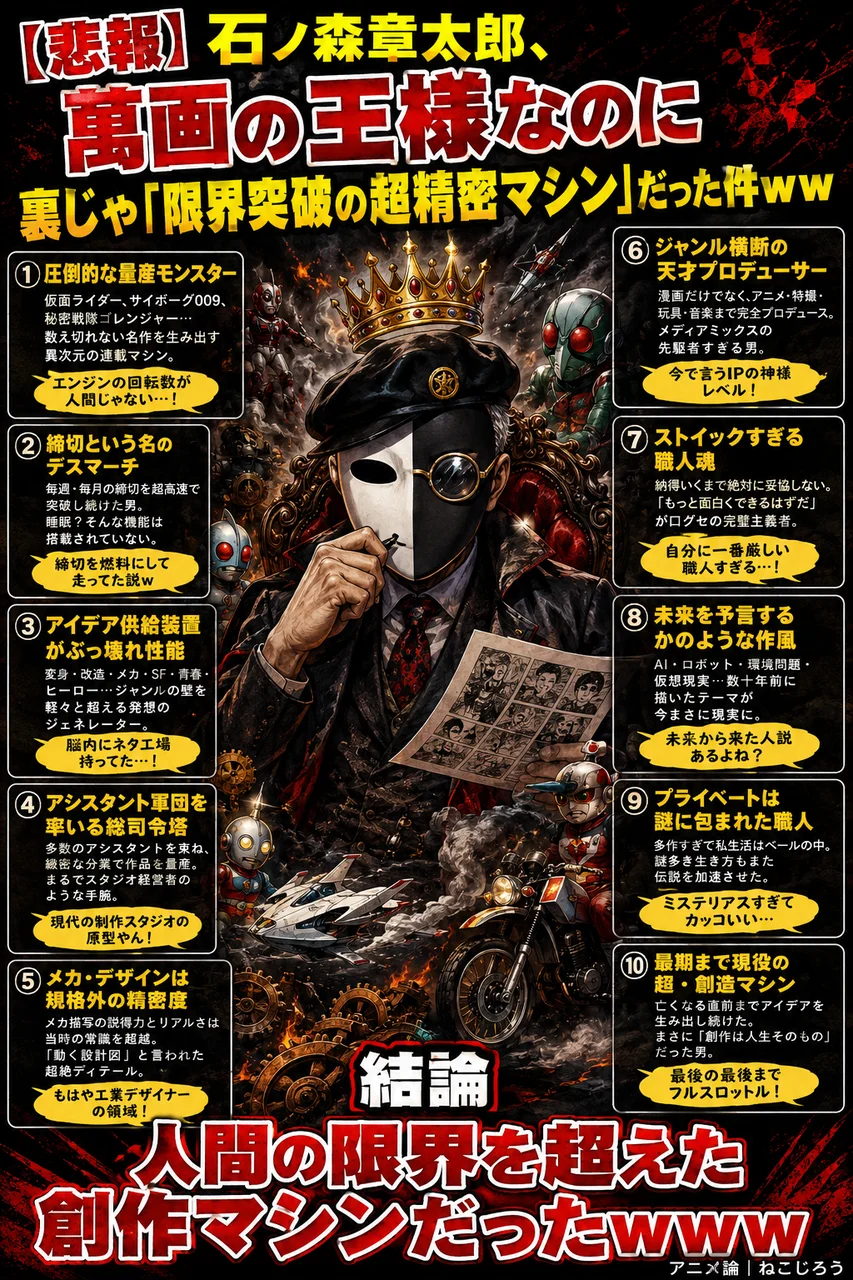 【悲報】石ノ森章太郎、
萬画の王様なのに
裏じゃ「限界突破の超精密マシン」だった件ww
① 圧倒的な量産モンスター
仮面ライダー、サイボーグ009、
秘密戦隊ゴレンジャー…
数え切れない名作を生み出す
異次元の連載マシン。
エンジンの回転数が
人間じゃない…！
② 締切という名の
デスマーチ
毎週・毎月の締切を超高速で
突破し続けた男。
睡眠？そんな機能は
搭載されていない。
締切を燃料にして
走ってた説w
③ アイデア供給装置
がぶっ壊れ性能
変身・改造・メカ・SF・青春・
ヒーロー…ジャンルの壁を
軽々と超える発想の
ジェネレーター。
脳内にネタ工場
持ってた…！
④ アシスタント軍団を
率いる総司令塔
多数のアシスタントを束ね、
緻密な分業で作品を量産。
まるでスタジオ経営者の
ような手腕。
現代の制作スタジオの
原型やん！
⑤ メカ・デザインは
規格外の精密度
メカ描写の説得力とリアルさは
当時の常識を超越。
「動く設計図」と言われた
超絶ディテール。
もはや工業デザイナー
の領域！
⑥ ジャンル横断の
天才プロデューサー
漫画だけでなく、アニメ・特撮・
玩具・音楽まで完全プロデュース。
メディアミックスの
先駆者すぎる男。
今で言うIPの神様
レベル！
⑦ ストイックすぎる
職人魂
納得いくまで絶対に妥協しない。
「もっと面白くできるはずだ」
が口グセの完璧主義者。
自分に一番厳しい
職人すぎる…！
⑧ 未来を予言する
かのような作風
AI・ロボット・環境問題・
仮想現実…数十年前に
描いたテーマが
今まさに現実に。
未来から来た人説
あるよね？
⑨ プライベートは
謎に包まれた職人
多作すぎて私生活はベールの中。
謎多き生き方もまた
伝説を加速させた。
ミステリアスすぎて
カッコいい…
⑩ 最期まで現役の
超・創造マシン
亡くなる直前までアイデアを
生み出し続けた。
まさに「創作は人生そのもの」
だった男。
最後の最後まで
フルスロットル！
結論
人間の限界を超えた
創作マシンだったwww
アニメ論｜ねこじろう